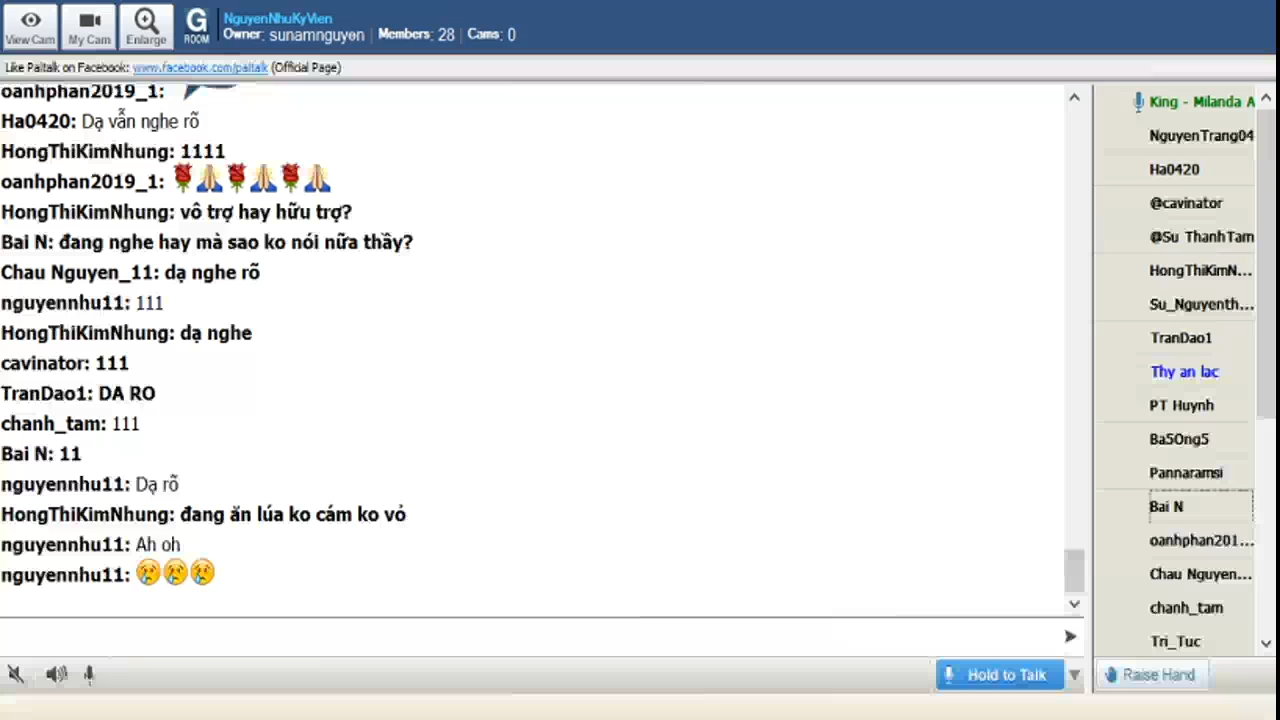 NguyenNhuKyVien
View Cam My Cam Enlarge G ROOM Owner: sunamnguyen | Members: 28 | Cams: 0
Like Paltalk on Facebook: www.facebook.com/paltalk (Official Page)
oanhphan2019_1:
Ha0420: Dạ vẫn nghe rõ
HongThiKimNhung: 1111
oanhphan2019_1: 🌹🙏🌹🙏🌹🙏
HongThiKimNhung: vô trợ hay hữu trợ?
Bai N: đang nghe hay mà sao ko nói nữa thầy?
Chau Nguyen_11: dạ nghe rõ
nguyennhu11: 111
HongThiKimNhung: dạ nghe
cavinator: 111
TranDao1: DA RO
chanh_tam: 111
Bai N: 11
nguyennhu11: Dạ rõ
HongThiKimNhung: đang ăn lúa ko cám ko vỏ
nguyennhu11: Ah oh
nguyennhu11: 😢😢😢
King - Milanda A
NguyenTrang04
Ha0420
@cavinator
@Su ThanhTam
HongThiKimN...
Su_Nguyenth...
TranDao1
Thy an lac
PT Huynh
Ba5Ong5
Pannaramsi
Bai N
oanhphan201...
Chau Nguyen...
chanh_tam
Tri_Tuc
Hold to Talk
Raise Hand